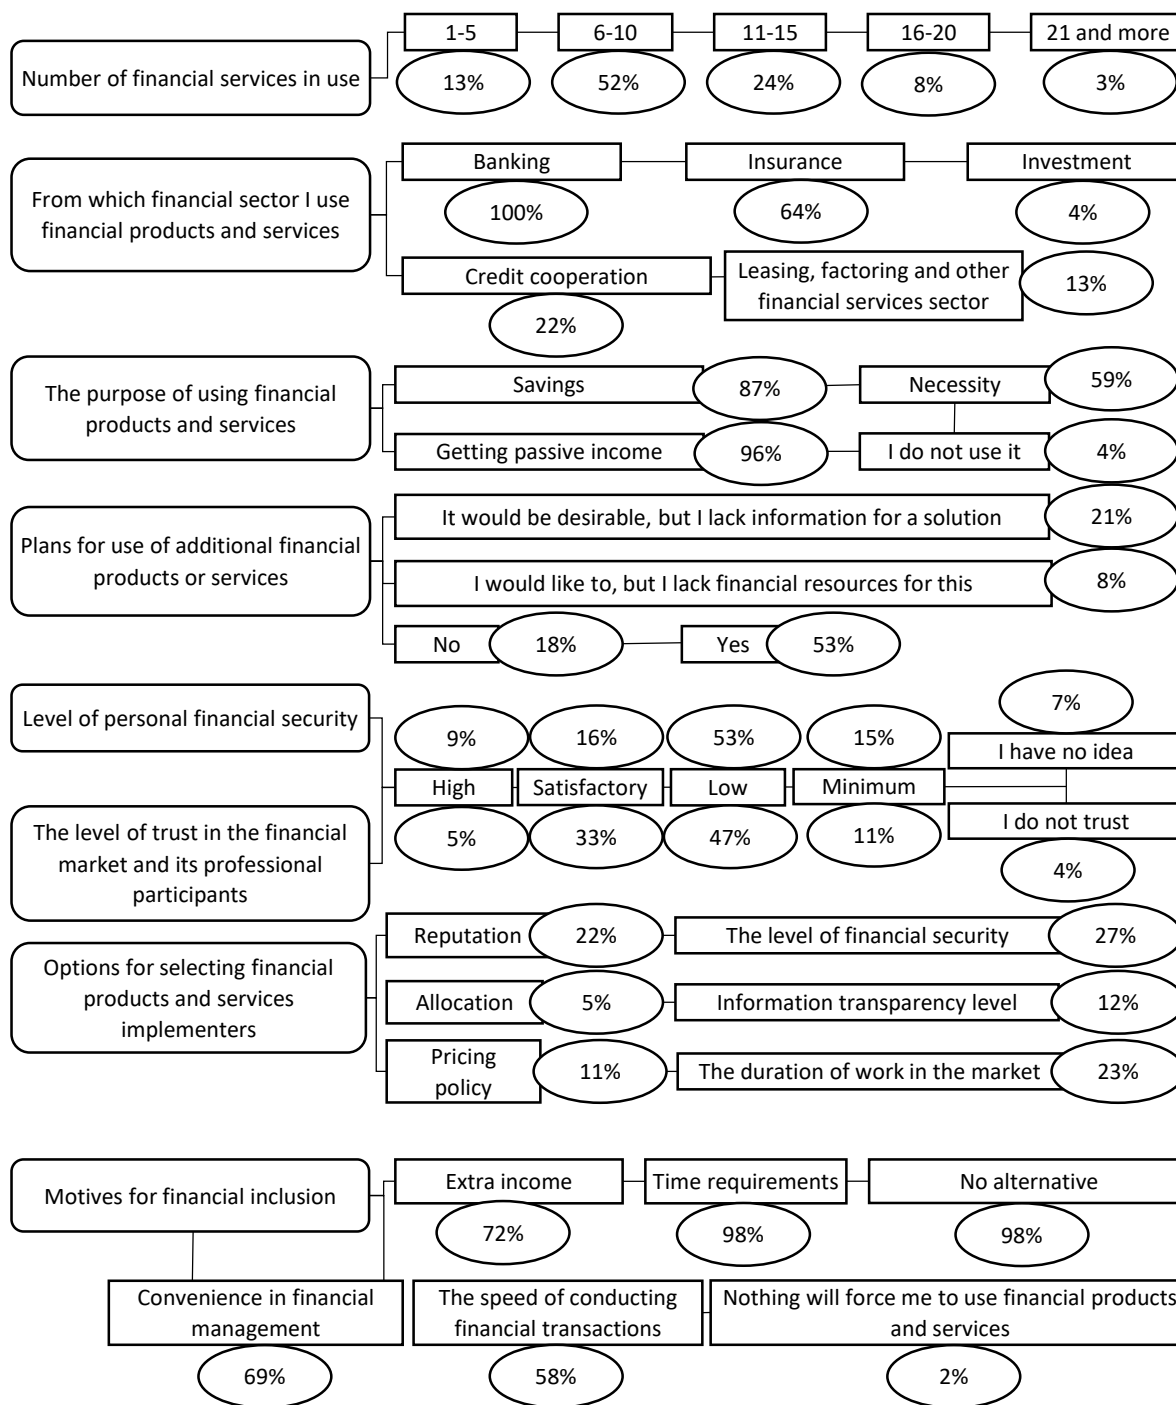 1-5
6-10
11-15
16-20
21 and more
Number of financial services in use
13%
52%
24%
8%
3%
Banking
Insurance
Investment
From which financial sector I use
financial products and services
100%
64%
4%
Credit cooperation
Leasing, factoring and other
financial services sector
13%
22%
The purpose of using financial
products and services
Savings
87%
Necessity
59%
Getting passive income
96%
I do not use it
4%
Plans for use of additional financial
products or services
It would be desirable, but I lack information for a solution
21%
I would like to, but I lack financial resources for this
8%
No
18%
Yes
53%
Level of personal financial security
9%
16%
53%
15%
7%
I have no idea
High
Satisfactory
Low
Minimum
The level of trust in the financial
market and its professional
participants
5%
33%
47%
11%
I do not trust
4%
Options for selecting financial
products and services
implementers
Reputation
22%
The level of financial security
27%
Allocation
5%
Information transparency level
12%
Pricing
policy
11%
The duration of work in the market
23%
Motives for financial inclusion
Extra income
Time requirements
No alternative
72%
98%
98%
Convenience in financial
management
The speed of conducting
financial transactions
Nothing will force me to use financial products
and services
69%
58%
2%